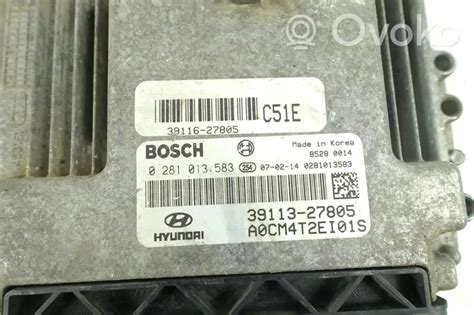 Ovoko
C51E
39116-27805
BOSCH
Made in Korea
8528 0014
0 281 013 583 254 07-02-14 0281013583
39113-27805
HYUNDAI
A0CM4T2EI01S